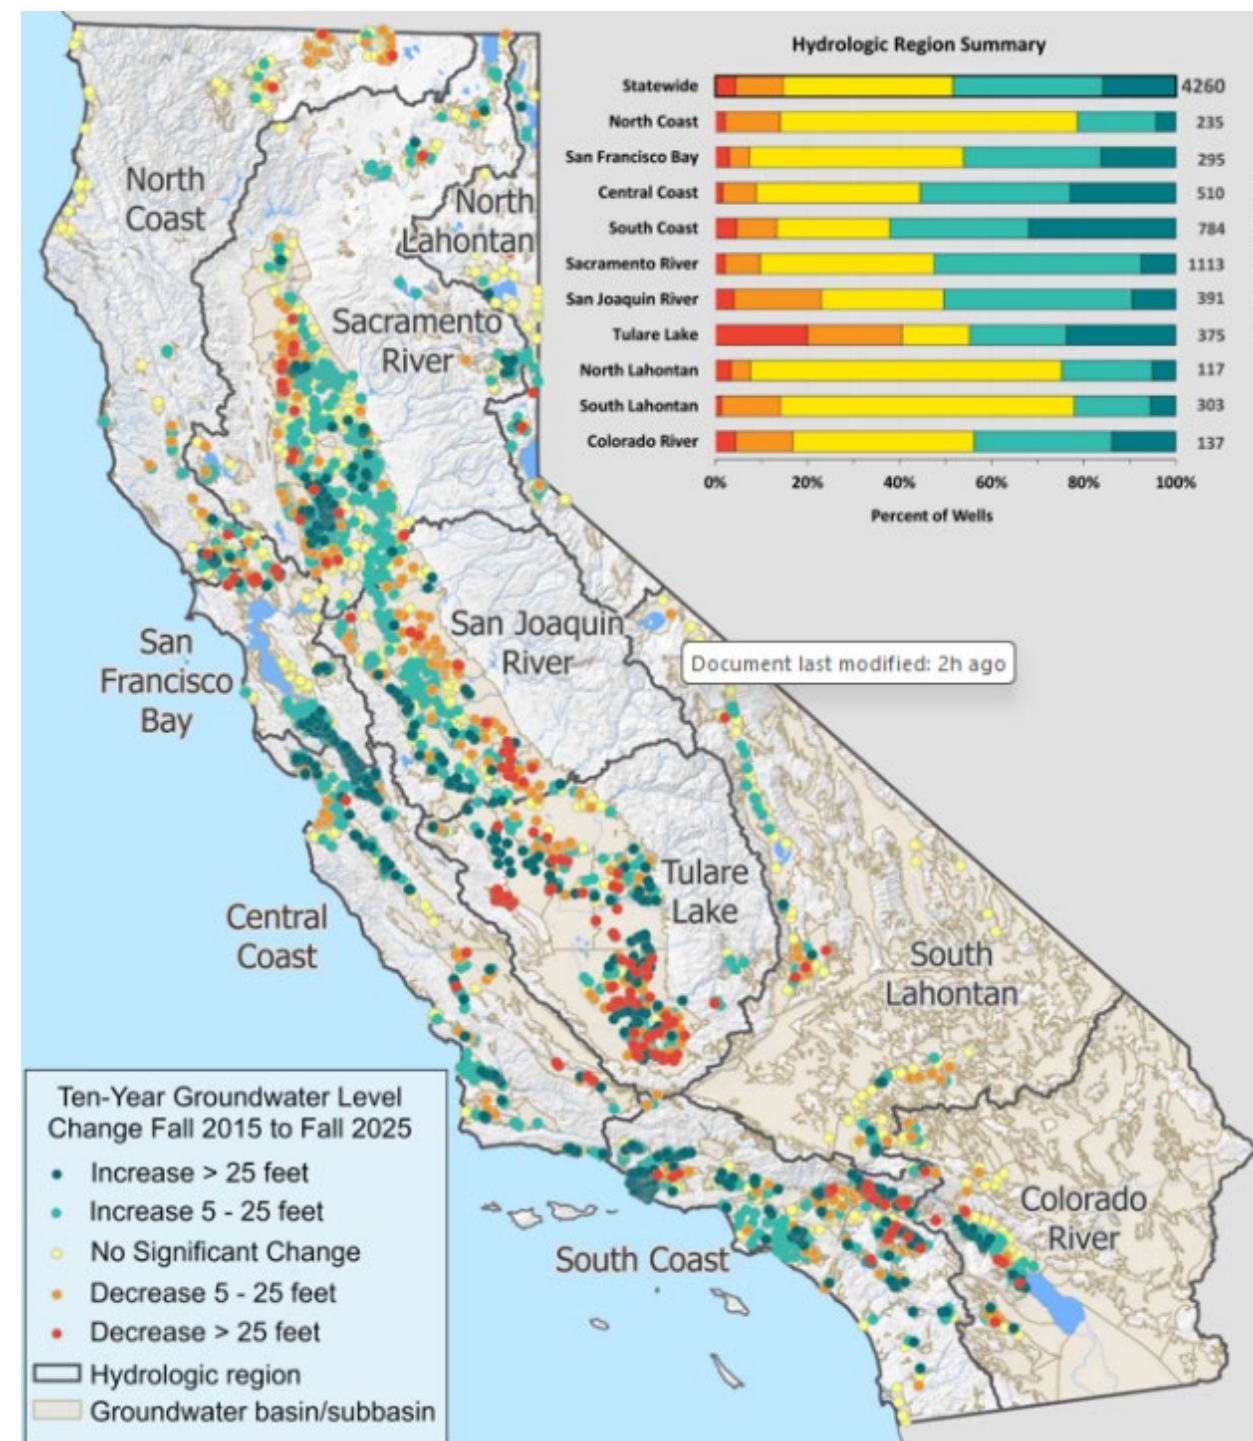 Hydrologic Region Summary
Statewide 4260
North Coast 235
San Francisco Bay 295
Central Coast 510
South Coast 784
Sacramento River 1113
San Joaquin River 391
Tulare Lake 375
North Lahontan 117
South Lahontan 303
Colorado River 137
0% 20% 40% 60% 80% 100%
Percent of Wells
North
Coast
North
Lahontan
Sacramento
River
San Joaquin
River
San
Francisco
Bay
Document last modified: 2h ago
Tulare
Lake
Central
Coast
South
Lahontan
Colorado
River
South Coast
Ten-Year Groundwater Level
Change Fall 2015 to Fall 2025
Increase > 25 feet
Increase 5 - 25 feet
No Significant Change
Decrease 5 - 25 feet
Decrease > 25 feet
Hydrologic region
Groundwater basin/subbasin